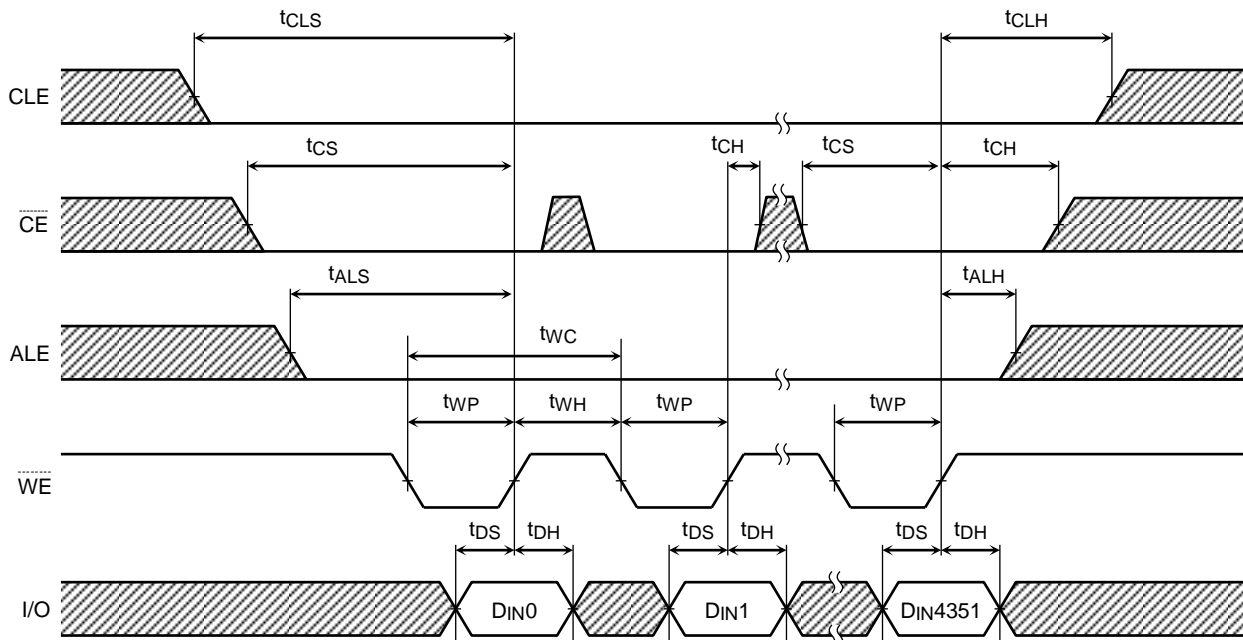 tCLS tCLH
CLE
tCS tCH tCS tCH
CE
tALS tALH
ALE
tWC
tWP tWH tWP tWP
WE
tDS tDH tDS tDH tDS tDH
I/O DIN0 DIN1 DIN4351